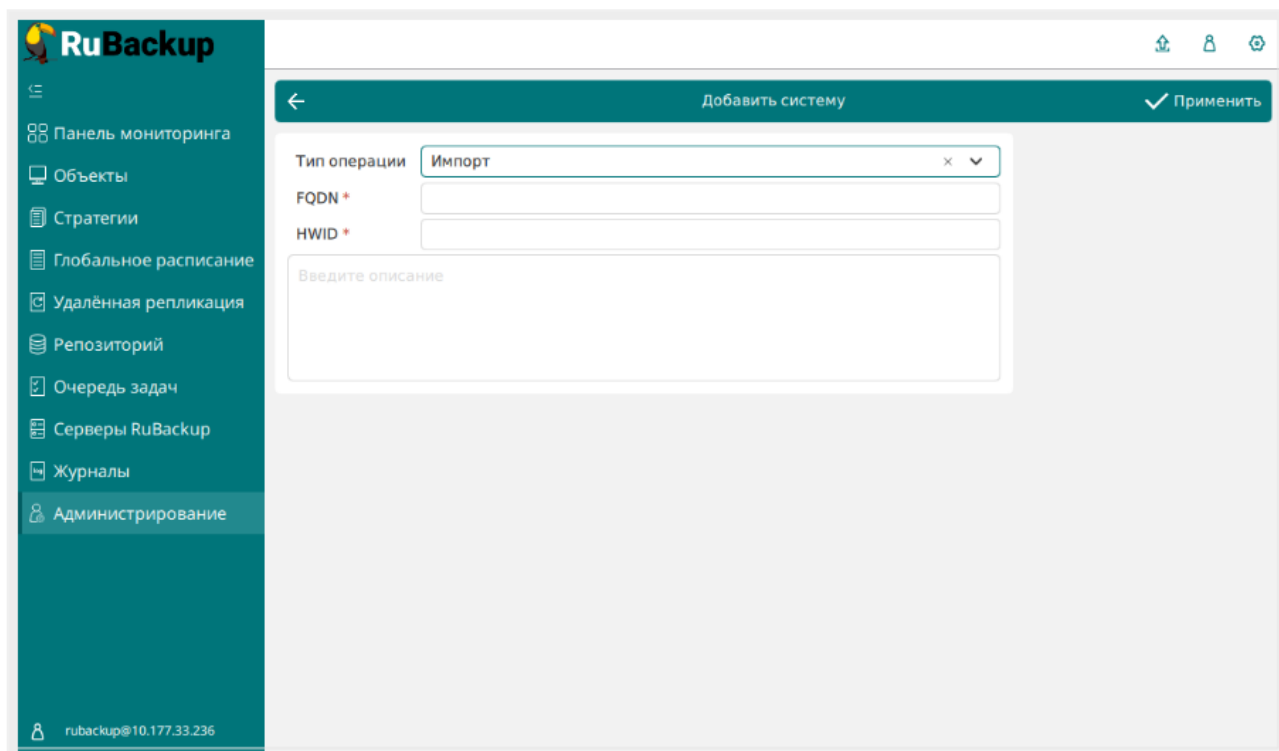 RuBackup
Добавить систему
Применить
Панель мониторинга
Объекты
Стратегии
Глобальное расписание
Удалённая репликация
Репозиторий
Очередь задач
Серверы RuBackup
Журналы
Администрирование
rubackup@10.177.33.236
Тип операции Импорт
FQDN *
HWID *
Введите описание